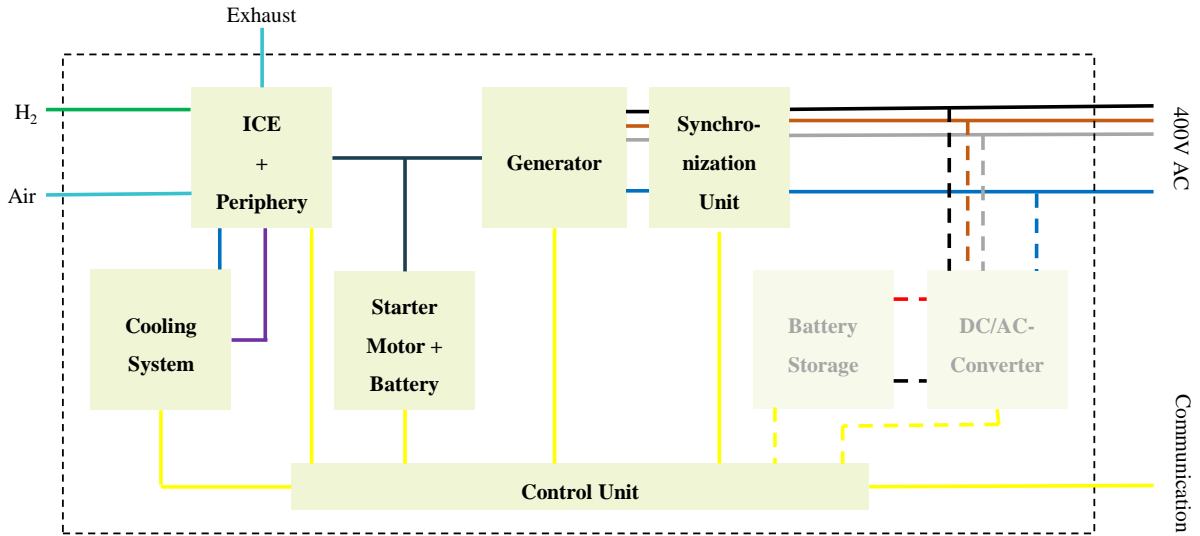 Exhaust
H₂
Air
ICE
+
Periphery
Generator
Synchro-
nization
Unit
400V AC
Cooling
System
Starter
Motor +
Battery
Battery
Storage
DC/AC-
Converter
Control Unit
Communication